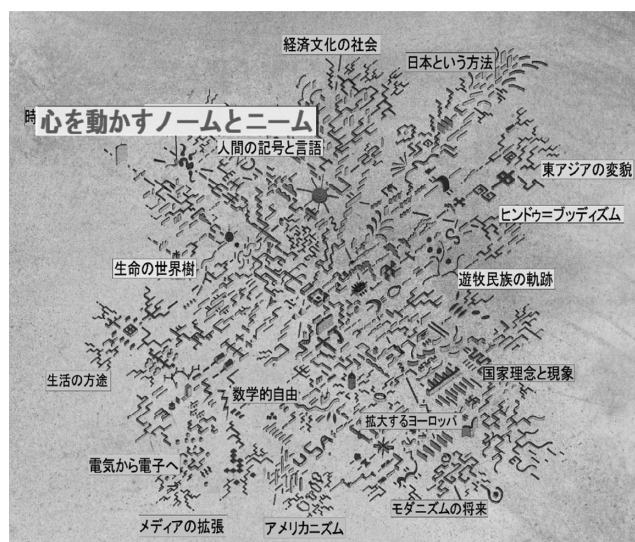 経済文化の社会
日本という方法
時
心を動かすノームとニーム
人間の記号と言語
東アジアの変貌
ヒンドゥ=ブッディズム
生命の世界樹
遊牧民族の軌跡
生活の方途
国家理念と現象
数学的自由
拡大するヨーロッパ
USA
電気から電子へ
モダニズムの将来
メディアの拡張
アメリカニズム